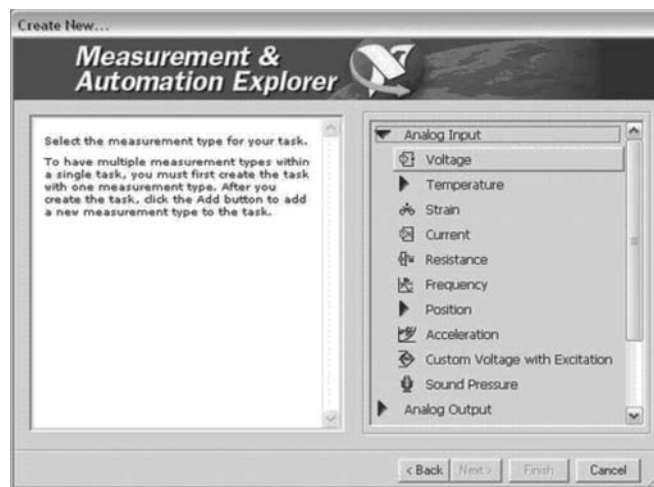 Create New...
Measurement &
Automation Explorer
Select the measurement type for your task.
To have multiple measurement types within
a single task, you must first create the task
with one measurement type. After you
create the task, click the Add button to add
a new measurement type to the task.
Analog Input
Voltage
Temperature
Strain
Current
Resistance
Frequency
Position
Acceleration
Custom Voltage with Excitation
Sound Pressure
Analog Output
< Back
Next >
Finish
Cancel